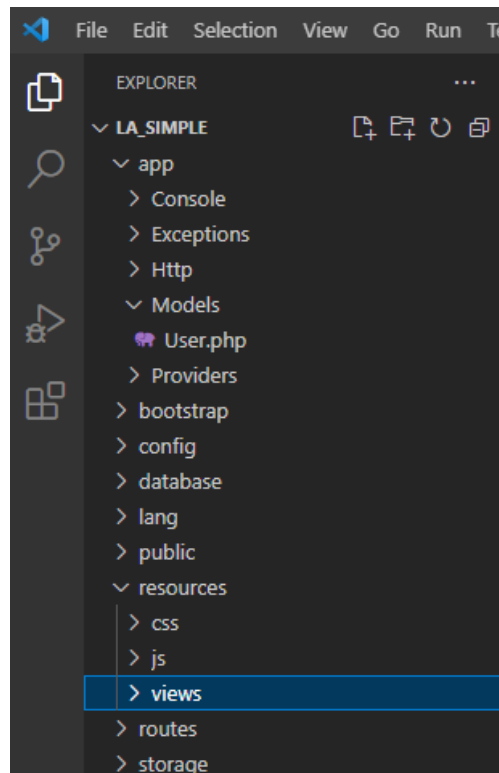 File Edit Selection View Go Run
EXPLORER
LA_SIMPLE
app
Console
Exceptions
Http
Models
User.php
Providers
bootstrap
config
database
lang
public
resources
css
js
views
routes
storage